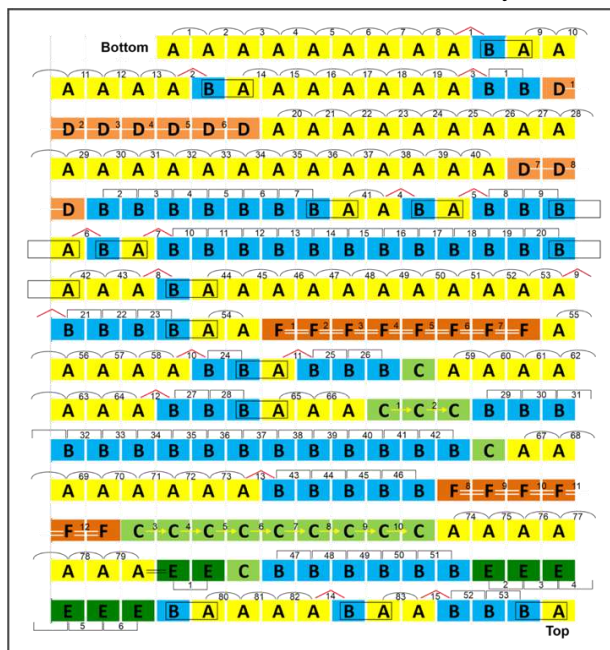 1 2 3 4 5 6 7 8 1 9 10
Bottom A A A A A A A A A B A A
11 12 13 2 14 15 16 17 18 19 3 1
A A A A B A A A A A A A B B D 1
20 21 22 23 24 25 26 27 28
D 2 D 3 D 4 D 5 D 6 D A A A A A A A A A
29 30 31 32 33 34 35 36 37 38 39 40
A A A A A A A A A A A A A D 7 D 8
2 3 4 5 6 7 41 4 5 8 9
D B B B B B B B A A B A B B B
6 7 10 11 12 13 14 15 16 17 18 19 20
A B A B B B B B B B B B B B B
42 43 8 44 45 46 47 48 49 50 51 52 53 9
A A A B A A A A A A A A A A A
21 22 23 54 55
B B B B A A F 1 F 2 F 3 F 4 F 5 F 6 F 7 F A
56 57 58 10 24 11 25 26 59 60 61 62
A A A A B B A B B B C A A A A
63 64 12 27 28 65 66 29 30 31
A A A B B B A A A C 1 C 2 C B B B
32 33 34 35 36 37 38 39 40 41 42 67 68
B B B B B B B B B B B B C A A
69 70 71 72 73 13 43 44 45 46
A A A A A A B B B B B F 8 F 9 F 10 F 11
74 75 76 77
F 12 F C 3 C 4 C 5 C 6 C 7 C 8 C 9 C 10 C A A A A
78 79 47 48 49 50 51
A A A E E C B B B B B B E E E
1 2 3 4
80 81 82 14 83 15 52 53
E E E B A A A A B A A B B B A
5 6 Top